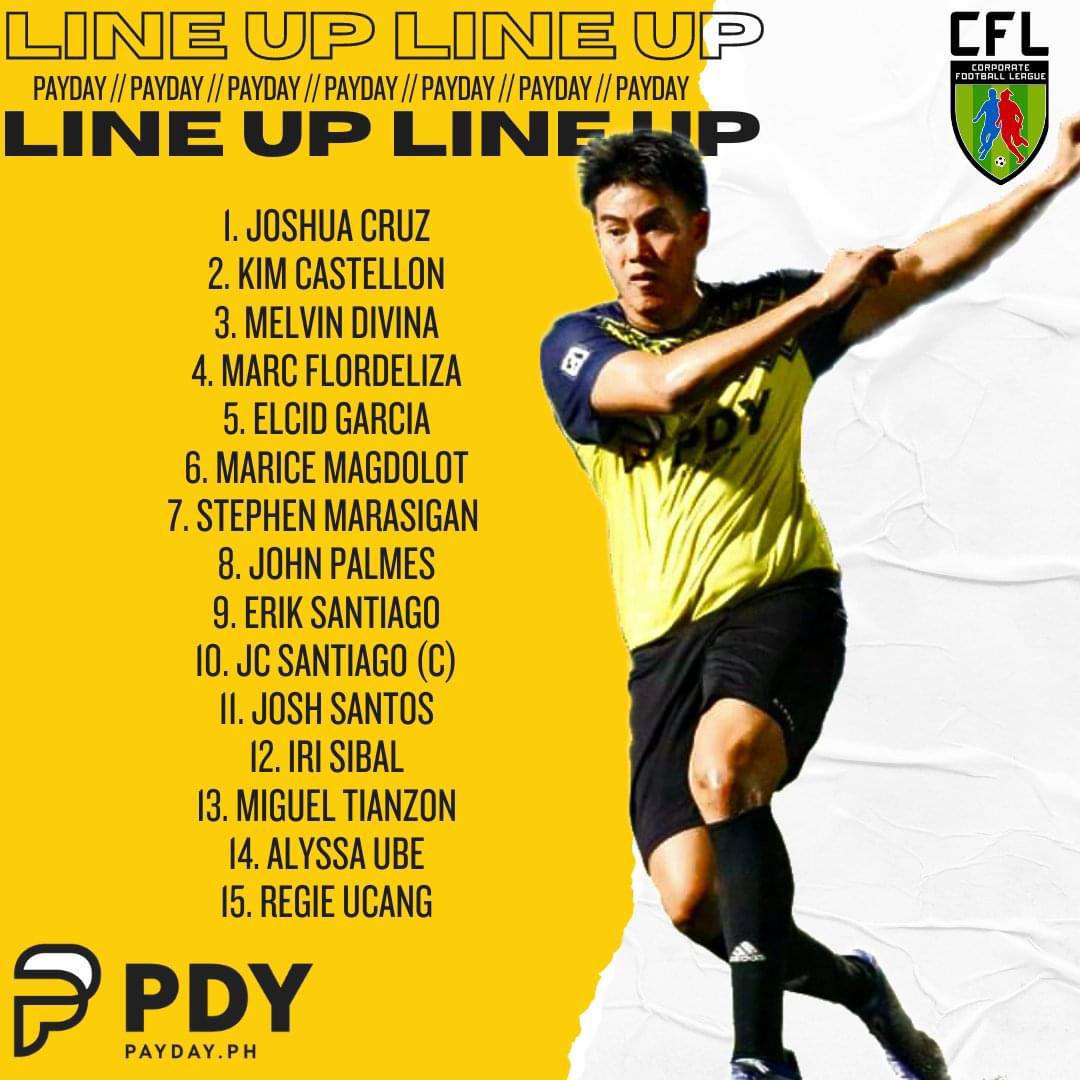 LINE UP LINE UP
PAYDAY // PAYDAY // PAYDAY // PAYDAY // PAYDAY // PAYDAY // PAYDAY
LINE UP LINE UP
CFL
CORPORATE
FOOTBALL LEAGUE
1. JOSHUA CRUZ
2. KIM CASTELLON
3. MELVIN DIVINA
4. MARC FLORDELIZA
5. ELCID GARCIA
6. MARICE MAGDOLOT
7. STEPHEN MARASIGAN
8. JOHN PALMES
9. ERIK SANTIAGO
10. JC SANTIAGO (C)
11. JOSH SANTOS
12. IRI SIBAL
13. MIGUEL TIANZON
14. ALYSSA UBE
15. REGIE UCANG
PDY
PDY
PAYDAY.PH